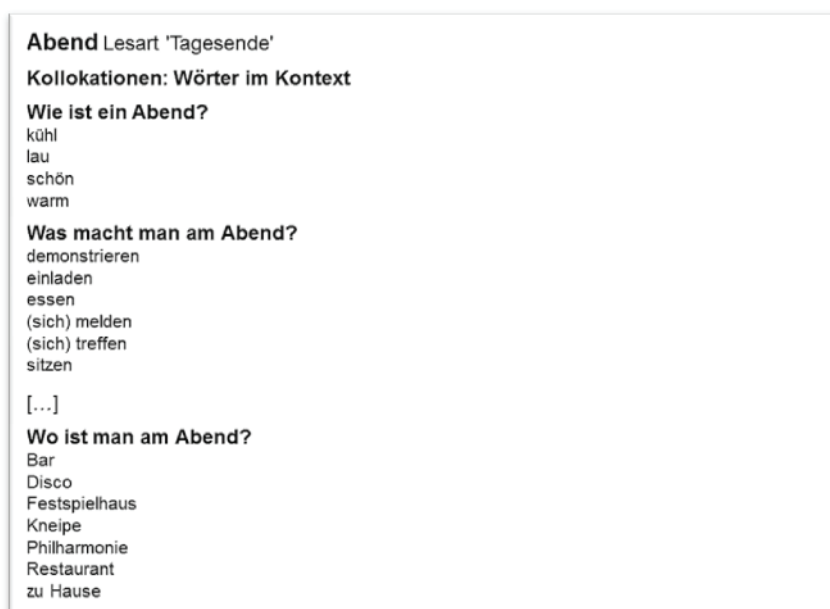 Abend Lesart 'Tagesende'
Kollokationen: Wörter im Kontext
Wie ist ein Abend?
kühl
lau
schön
warm
Was macht man am Abend?
demonstrieren
einladen
essen
(sich) melden
(sich) treffen
sitzen
[...]
Wo ist man am Abend?
Bar
Disco
Festspielhaus
Kneipe
Philharmonie
Restaurant
zu Hause